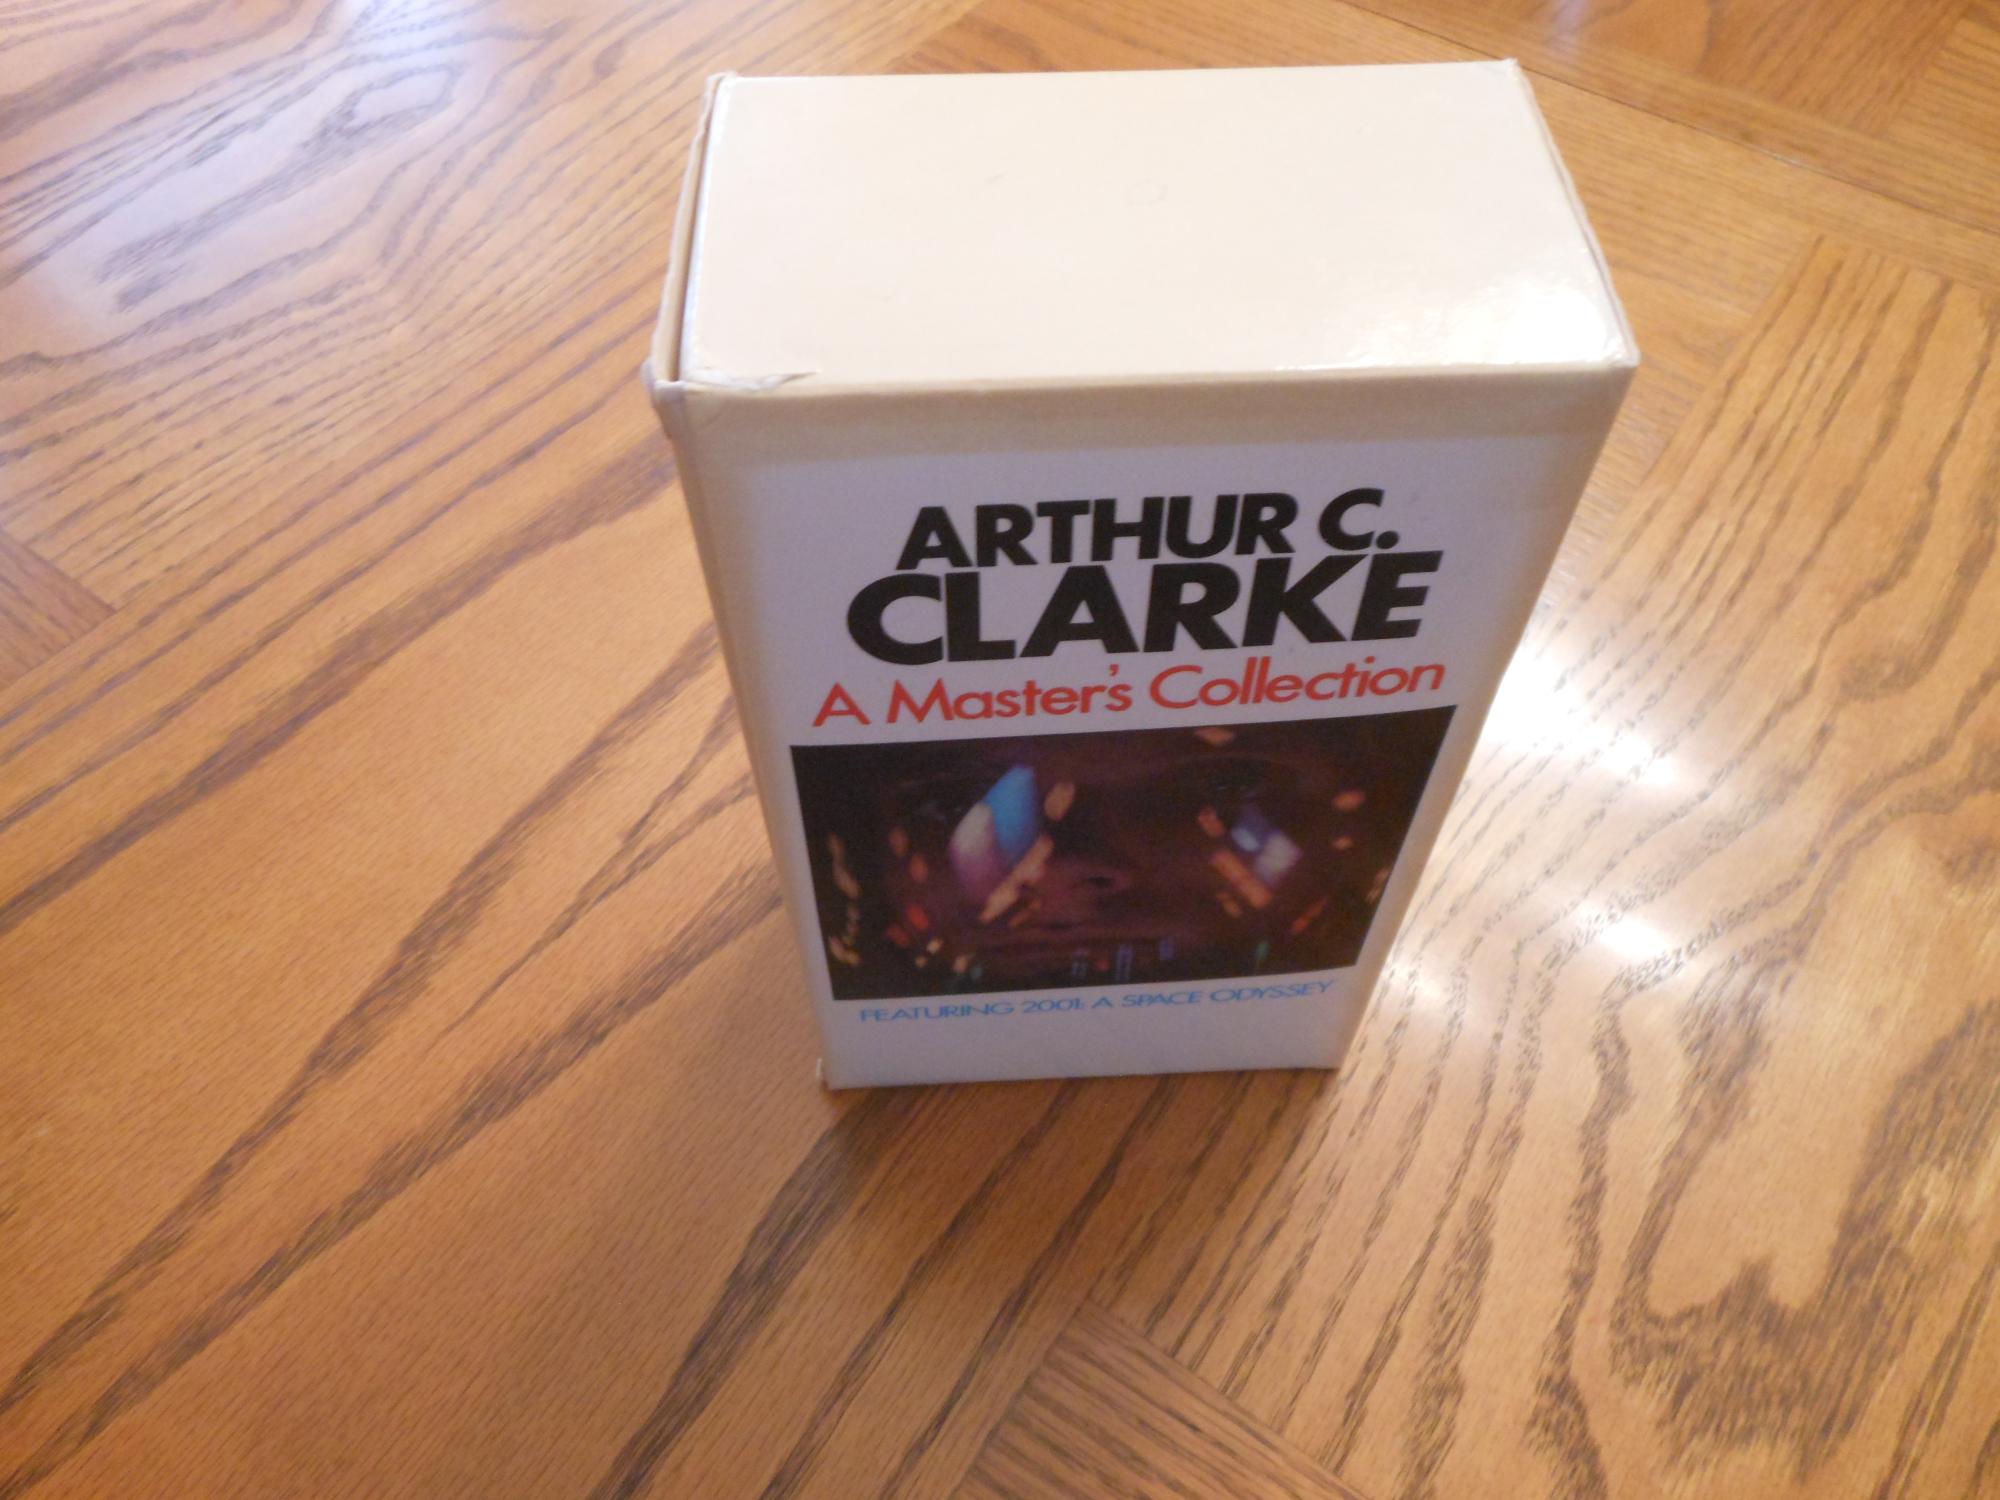 ARTHUR C.
CLARKE
A Master's Collection
FEATURING 2001: A SPACE ODYSSEY